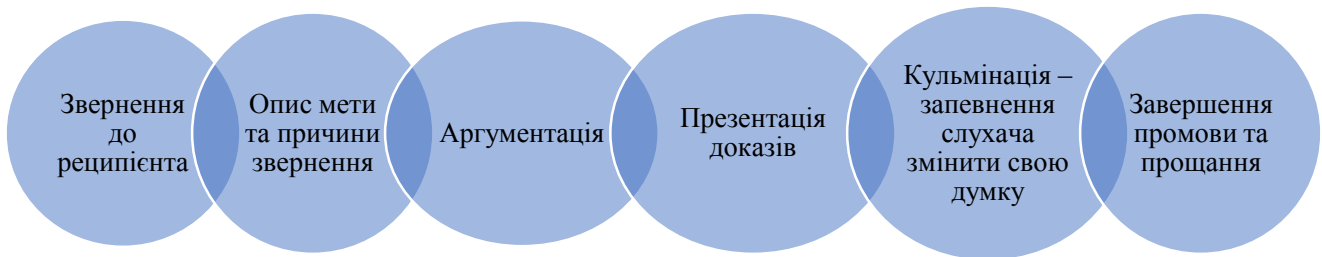 Звернення
до
реципієнта
Опис мети
та причини
звернення
Аргументація
Презентація
доказів
Кульмінація –
запевнення
слухача
змінити свою
думку
Завершення
промови та
прощання